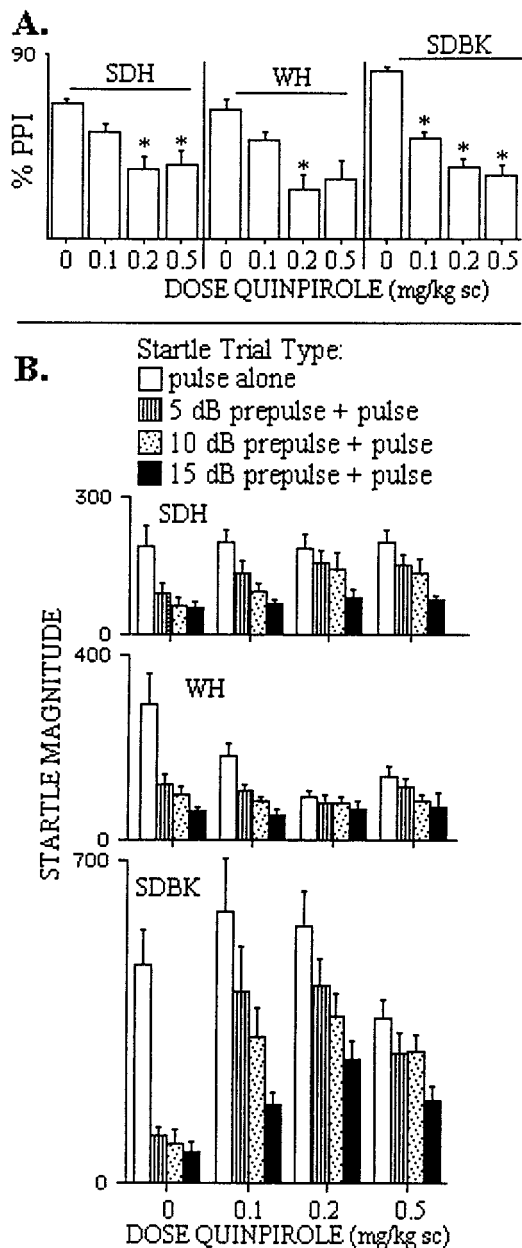 A.
90
SDH
WH
SDBK
% PPI
* * * * * *
0 0.1 0.2 0.5 0 0.1 0.2 0.5 0 0.1 0.2 0.5
DOSE QUINPIROLE (mg/kg sc)
B.
Startle Trial Type:
pulse alone
5 dB prepulse + pulse
10 dB prepulse + pulse
15 dB prepulse + pulse
300
SDH
0
400
WH
0
STARTLE MAGNITUDE
700
SDBK
0
0 0.1 0.2 0.5
DOSE QUINPIROLE (mg/kg sc)